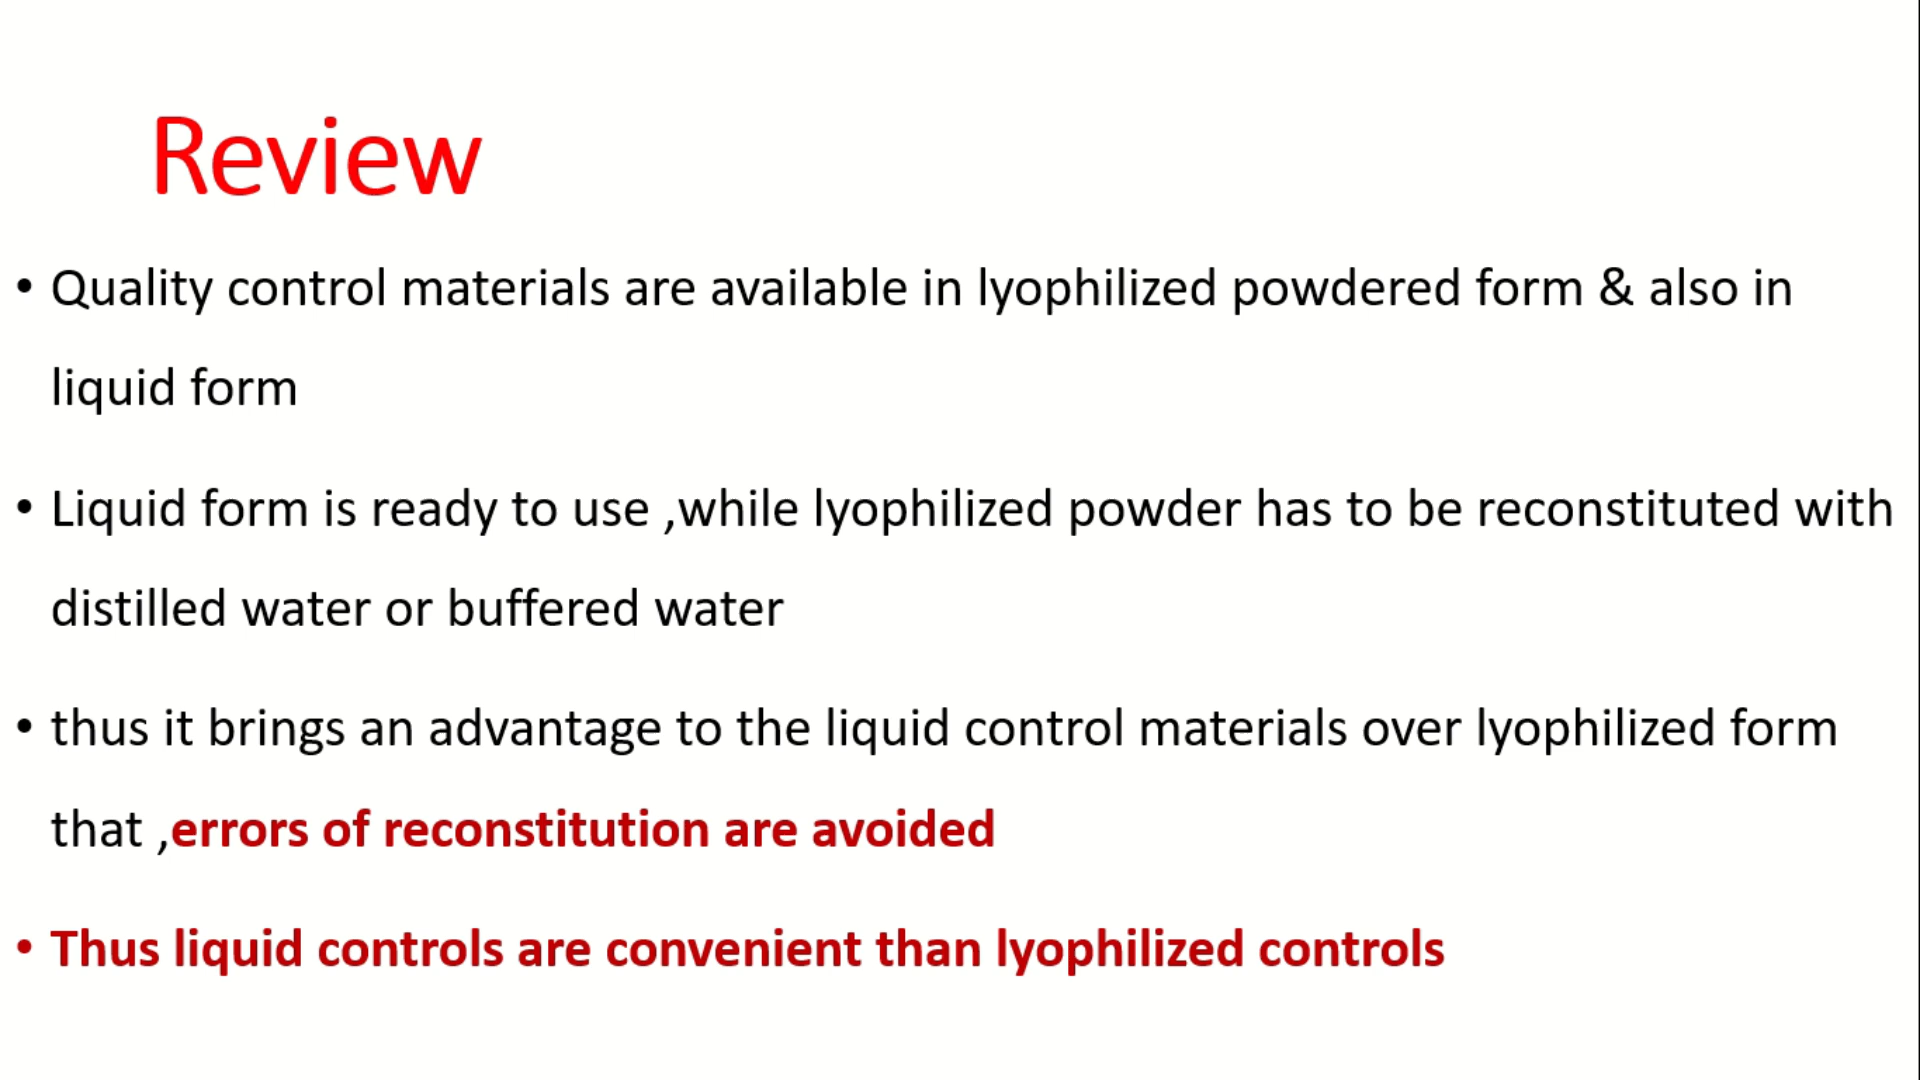 Review
• Quality control materials are available in lyophilized powdered form & also in
liquid form
• Liquid form is ready to use ,while lyophilized powder has to be reconstituted with
distilled water or buffered water
• thus it brings an advantage to the liquid control materials over lyophilized form
that ,errors of reconstitution are avoided
• Thus liquid controls are convenient than lyophilized controls